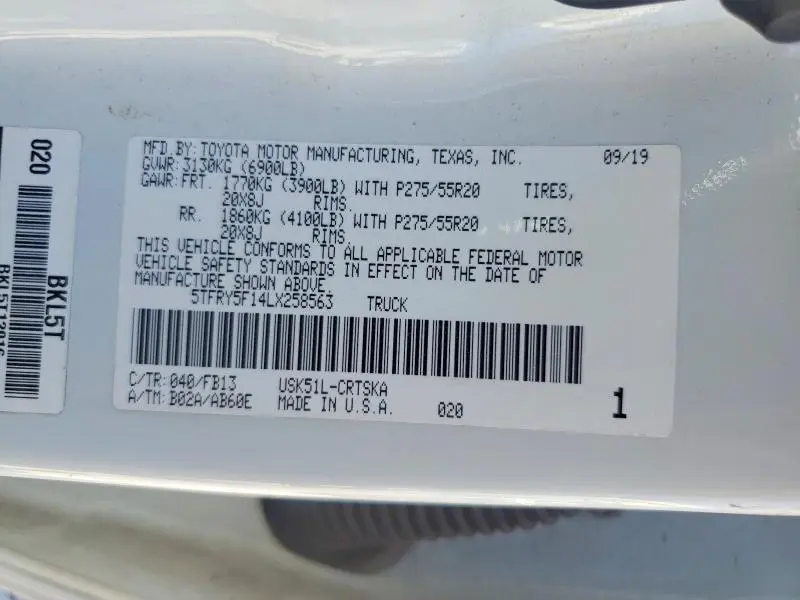 MFD.BY:TOYOTA MOTOR MANUFACTURING, TEXAS, INC. 09/19
GVWR:3130KG (6900LB)
GAWR:FRT. 1770KG (3900LB) WITH P275/55R20 TIRES,
20X8J RIMS.
RR. 1860KG (4100LB) WITH P275/55R20 TIRES,
20X8J RIMS.
THIS VEHICLE CONFORMS TO ALL APPLICABLE FEDERAL MOTOR
VEHICLE SAFETY STANDARDS IN EFFECT ON THE DATE OF
MANUFACTURE SHOWN ABOVE.
5TFRY5F14LX258563 TRUCK
C/TR:040/FB13 USK51L-CRTSKA
A/TM:B02A/AB60E MADE IN U.S.A. 020 1
020
BKL5T